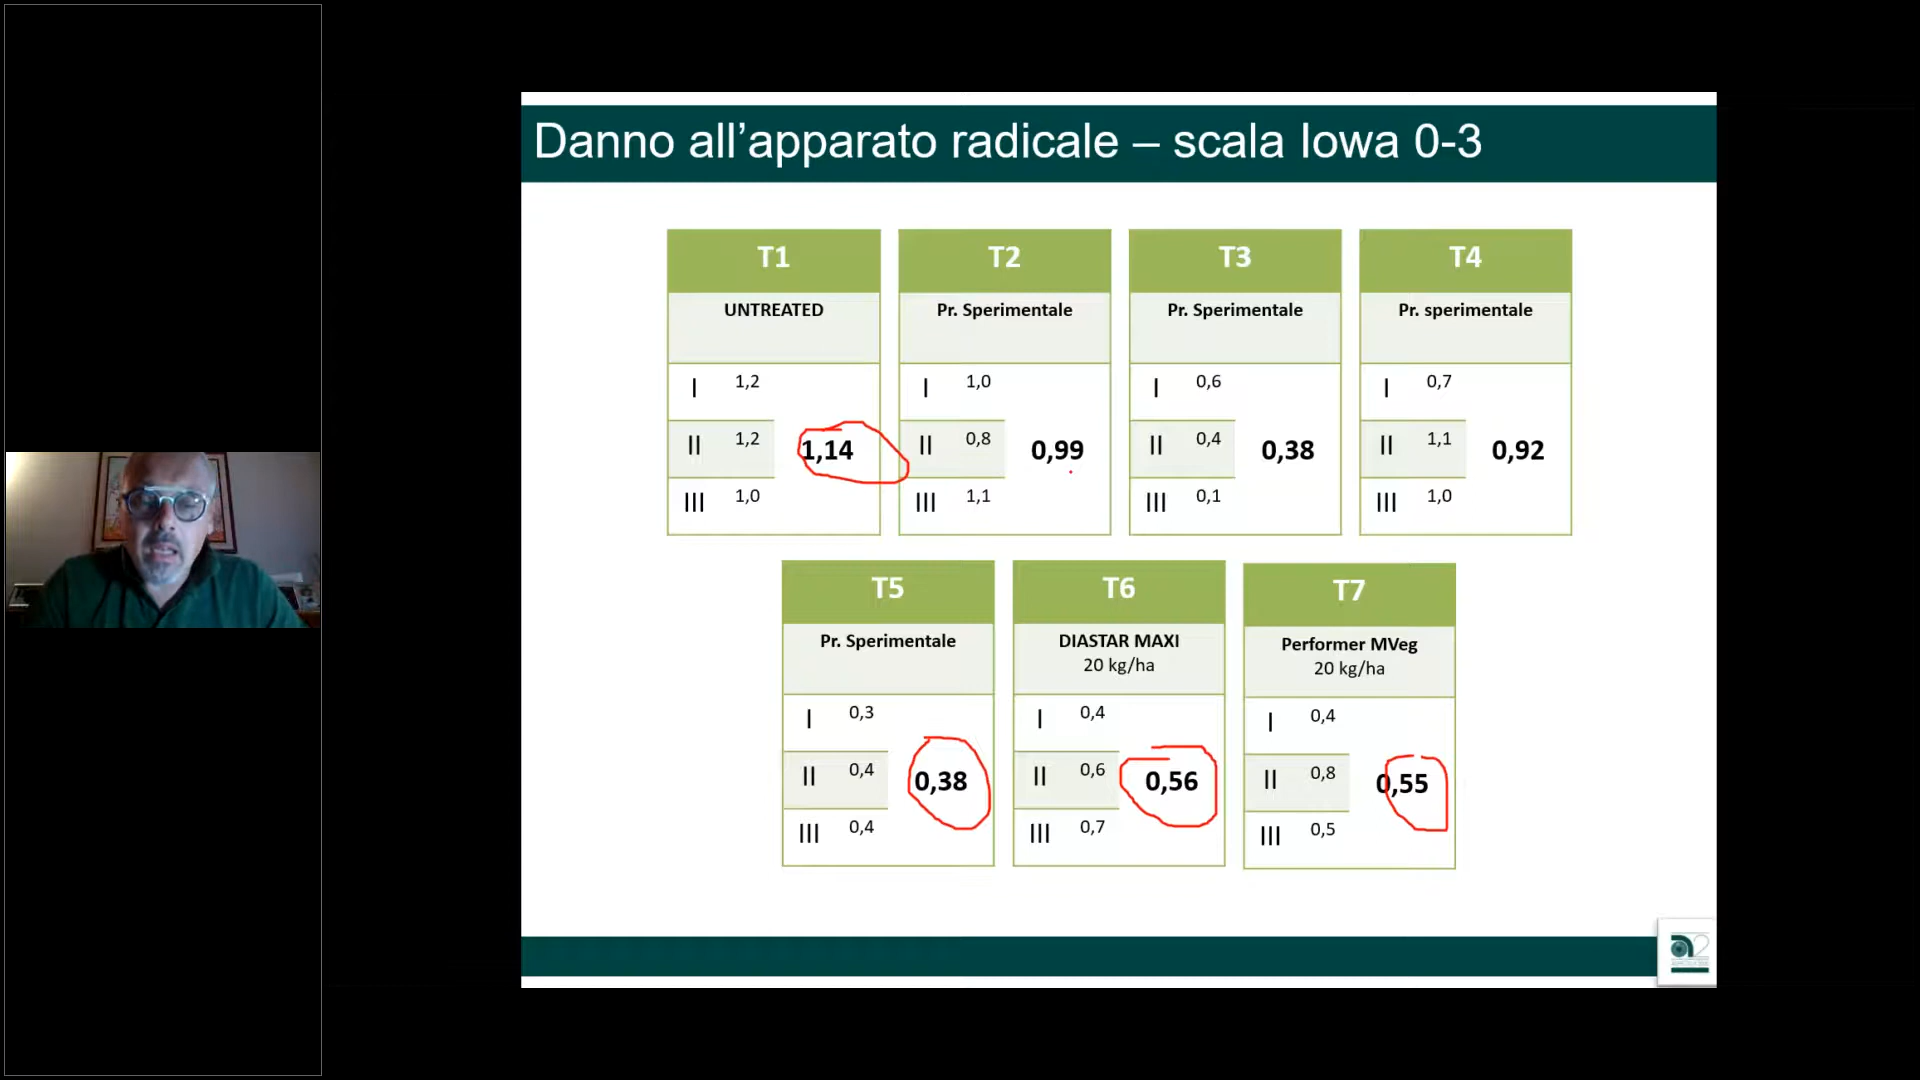 Danno all’apparato radicale – scala Iowa 0-3
T1
UNTREATED
I 1,2
II 1,2
1,14
III 1,0
T2
Pr. Sperimentale
I 1,0
II 0,8
0,99
III 1,1
T3
Pr. Sperimentale
I 0,6
II 0,4
0,38
III 0,1
T4
Pr. sperimentale
I 0,7
II 1,1
0,92
III 1,0
T5
Pr. Sperimentale
I 0,3
II 0,4
0,38
III 0,4
T6
DIASTAR MAXI
20 kg/ha
I 0,4
II 0,6
0,56
III 0,7
T7
Performer MVeg
20 kg/ha
I 0,4
II 0,8
0,55
III 0,5
a2